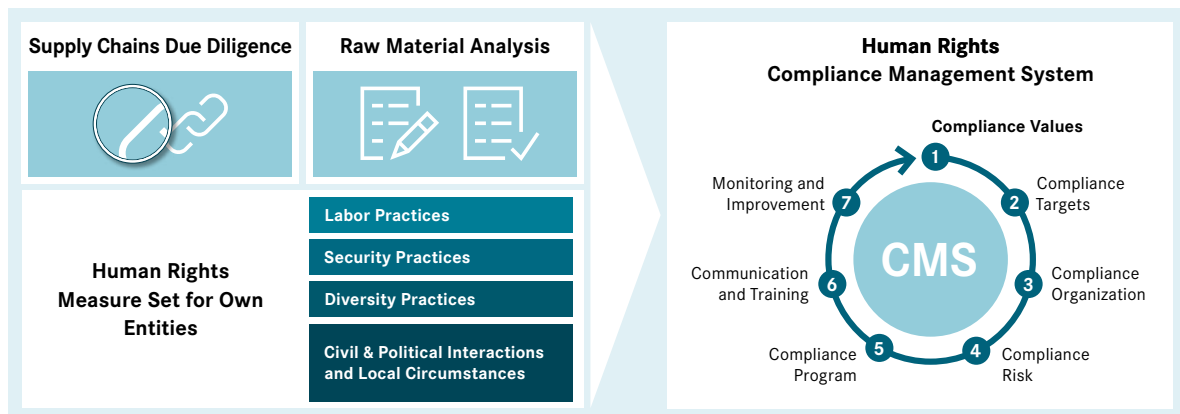 Supply Chains Due Diligence
Raw Material Analysis
Human Rights
Measure Set for Own
Entities
Labor Practices
Security Practices
Diversity Practices
Civil & Political Interactions
and Local Circumstances
Human Rights
Compliance Management System
CMS
1
Compliance Values
2
Compliance
Targets
3
Compliance
Organization
4
Compliance
Risk
5
Compliance
Program
6
Communication
and Training
7
Monitoring and
Improvement